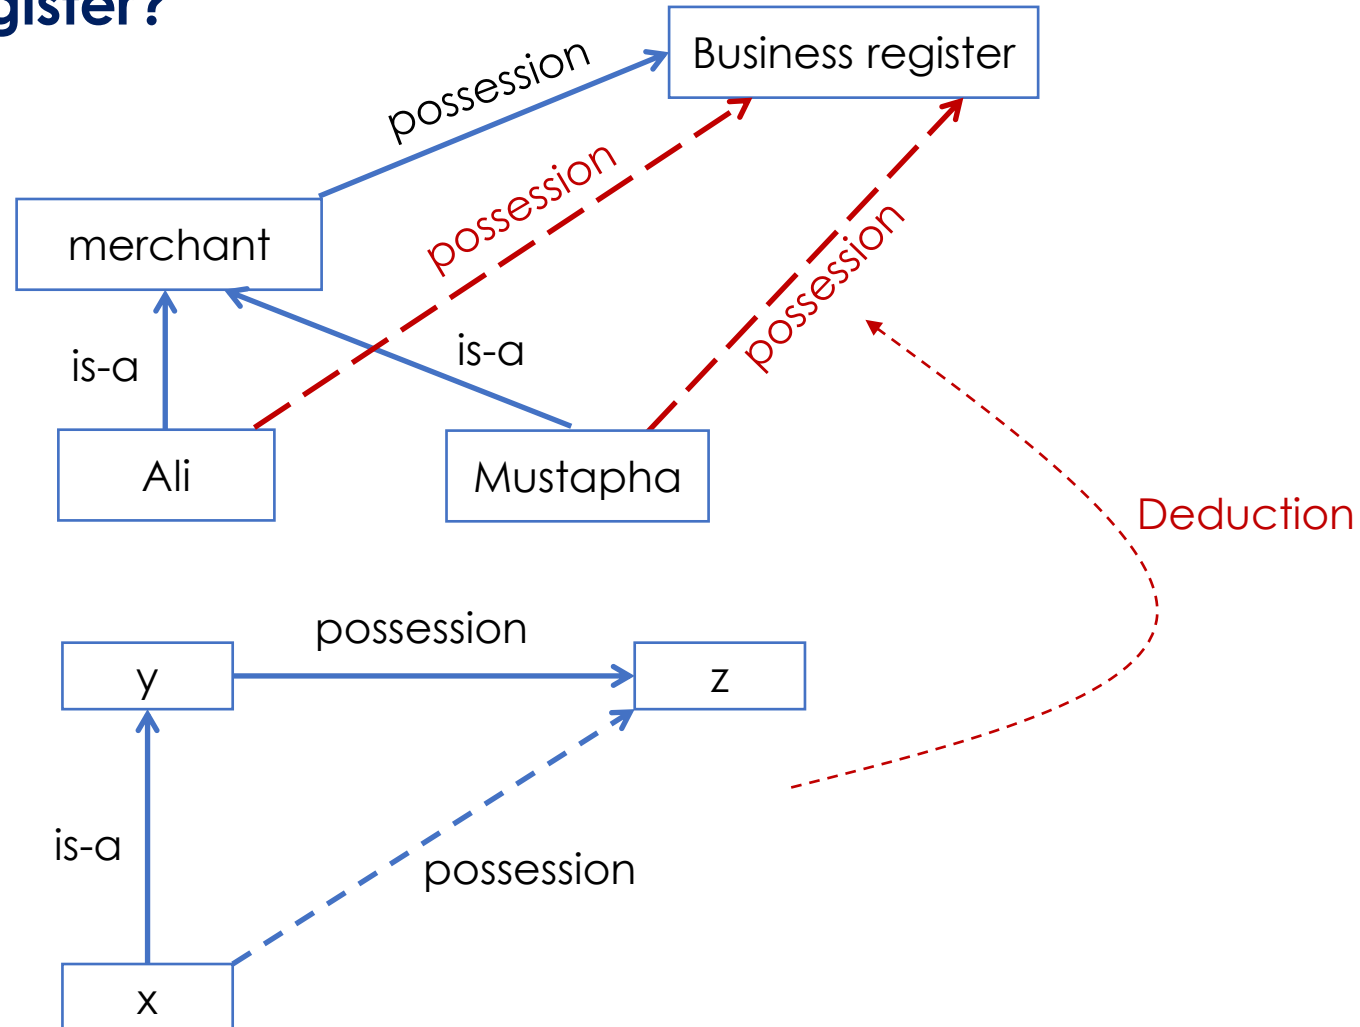 gister?
Business register
possession
possession
merchant
possession
is-a
is-a
Ali
Mustapha
Deduction
possession
y
z
is-a
possession
x